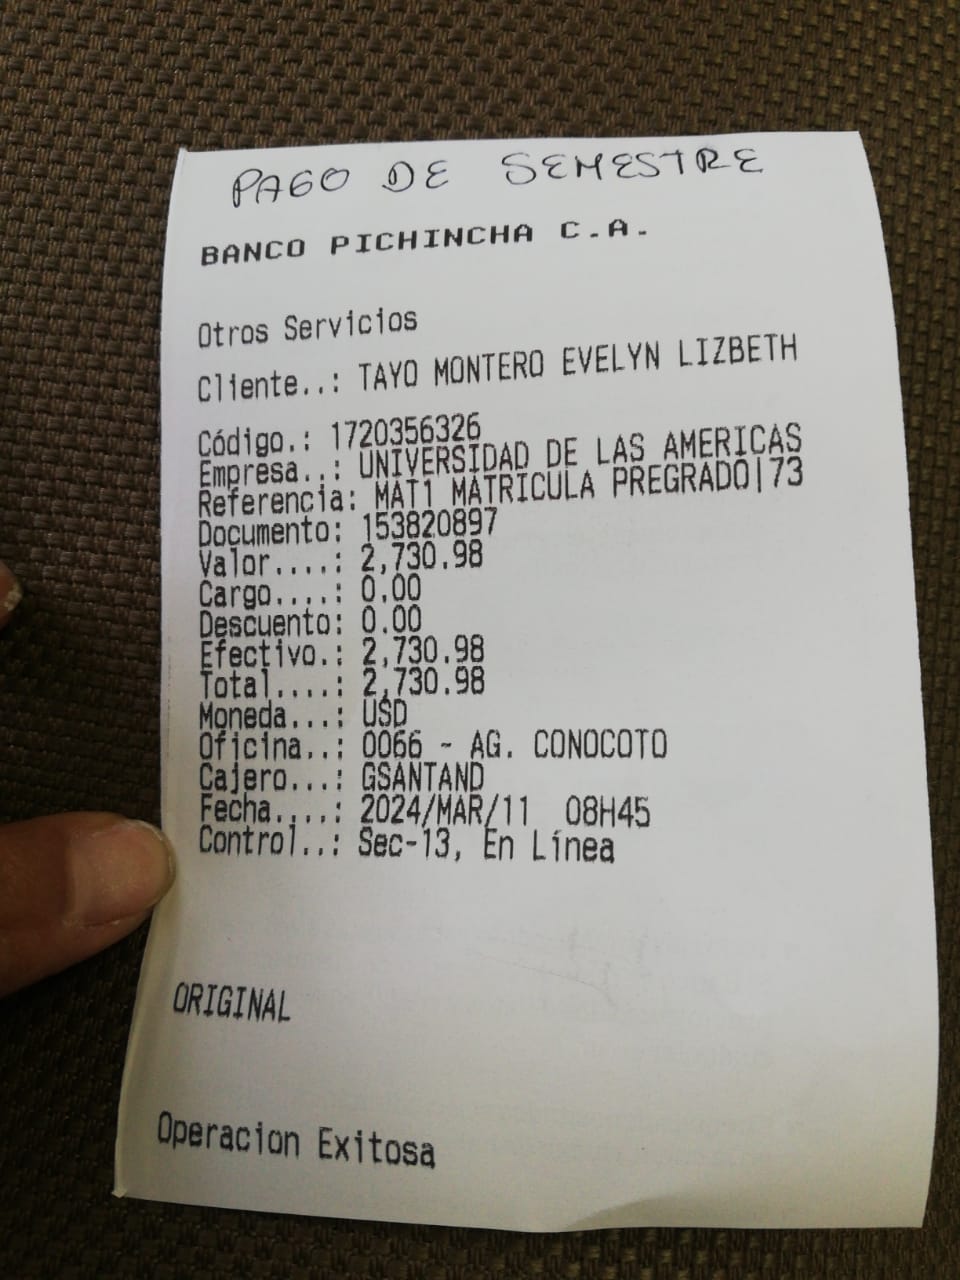 PAGO DE SEMESTRE
BANCO PICHINCHA C.A.
Otros Servicios
Cliente..: TAYO MONTERO EVELYN LIZBETH
Código.: 1720356326
Empresa..: UNIVERSIDAD DE LAS AMERICAS
Referencia: MAT1 MATRICULA PREGRADO|73
Documento: 153820897
Valor....: 2,730.98
Cargo....: 0.00
Descuento: 0.00
Efectivo.: 2,730.98
Total....: 2,730.98
Moneda...: USD
Oficina..: 0066 - AG. CONOCOTO
Cajero...: GSANTAND
Fecha....: 2024/MAR/11 08H45
Control..: Sec-13, En Línea
ORIGINAL
Operacion Exitosa